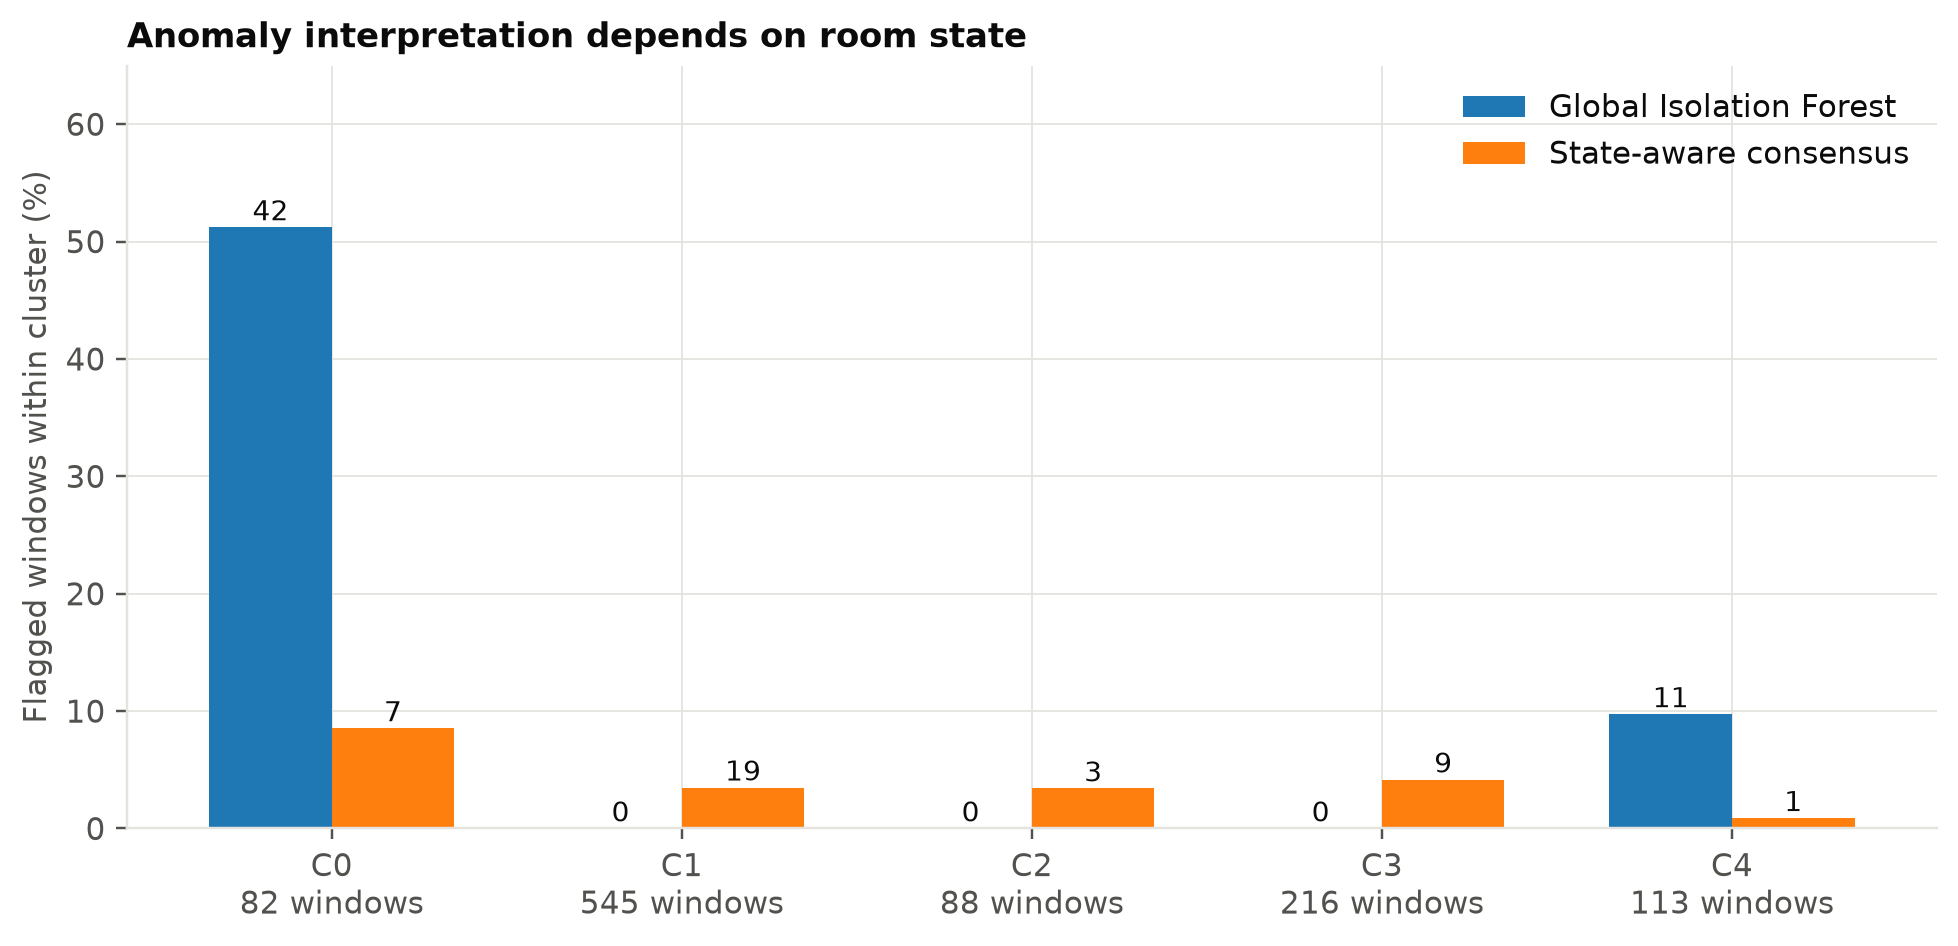 Anomaly interpretation depends on room state
Global Isolation Forest
State-aware consensus
Flagged windows within cluster (%)
60
50
40
30
20
10
0
42
7
0
19
0
3
0
9
11
1
C0
82 windows
C1
545 windows
C2
88 windows
C3
216 windows
C4
113 windows